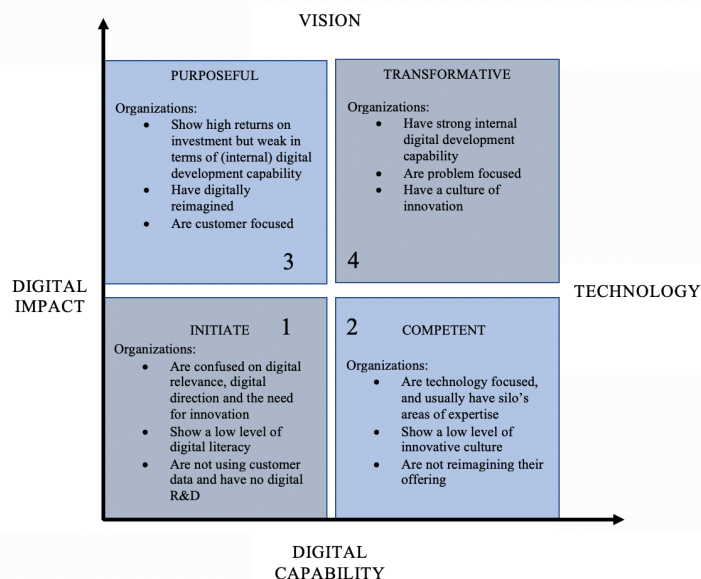 VISION
PURPOSEFUL
Organizations:
• Show high returns on
investment but weak in
terms of (internal) digital
development capability
• Have digitally
reimagined
• Are customer focused
3
TRANSFORMATIVE
Organizations:
• Have strong internal
digital development
capability
• Are problem focused
• Have a culture of
innovation
4
DIGITAL
IMPACT
TECHNOLOGY
INITIATE
1
Organizations:
• Are confused on digital
relevance, digital
direction and the need
for innovation
• Show a low level of
digital literacy
• Are not using customer
data and have no digital
R&D
2
COMPETENT
Organizations:
• Are technology focused,
and usually have silo’s
areas of expertise
• Show a low level of
innovative culture
• Are not reimagining their
offering
DIGITAL
CAPABILITY